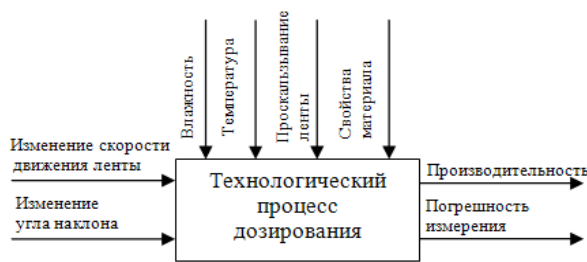 Влажность
Температура
Проскальзывание
ленты
Свойства
материала
Изменение скорости
движения ленты
Изменение
угла наклона
Технологический
процесс
дозирования
Производительность
Погрешность
измерения